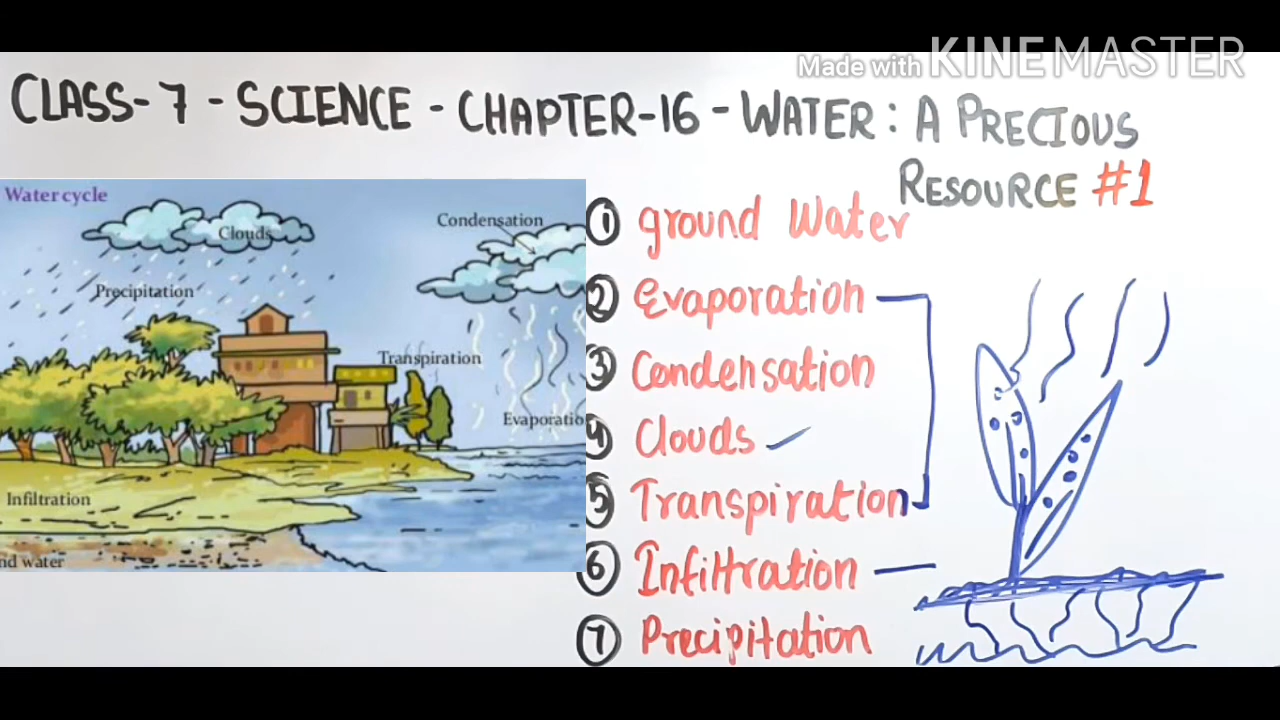 Made with KINEMASTER
CLASS-7-SCIENCE-CHAPTER-16-WATER: A PRECIOUS
RESOURCE #1
Water cycle
Clouds
Condensation
Precipitation
Transpiration
Evaporatio
Infiltration
nd water
1 ground Water
2 Evaporation
3 Condensation
4 Clouds
5 Transpiration
6 Infiltration
7 Precipitation